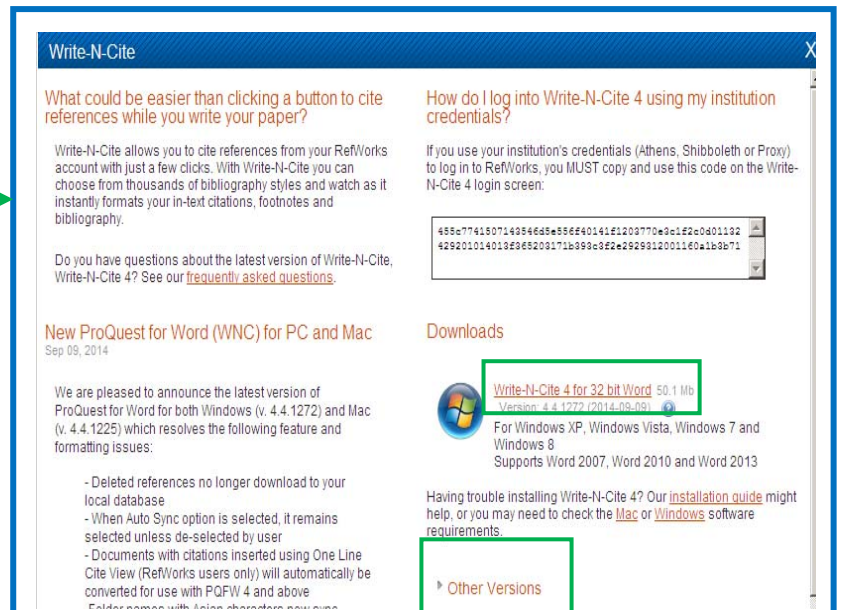 Write-N-Cite
X
What could be easier than clicking a button to cite
references while you write your paper?
Write-N-Cite allows you to cite references from your RefWorks
account with just a few clicks. With Write-N-Cite you can
choose from thousands of bibliography styles and watch as it
instantly formats your in-text citations, footnotes and
bibliography.
Do you have questions about the latest version of Write-N-Cite,
Write-N-Cite 4? See our frequently asked questions.
New ProQuest for Word (WNC) for PC and Mac
Sep 09, 2014
We are pleased to announce the latest version of
ProQuest for Word for both Windows (v. 4.4.1272) and Mac
(v. 4.4.1225) which resolves the following feature and
formatting issues:
- Deleted references no longer download to your
local database
- When Auto Sync option is selected, it remains
selected unless de-selected by user
- Documents with citations inserted using One Line
Cite View (RefWorks users only) will automatically be
converted for use with PQFW 4 and above
-Folder names with Asian characters now sync
How do I log into Write-N-Cite 4 using my institution
credentials?
If you use your institution's credentials (Athens, Shibboleth or Proxy)
to log in to RefWorks, you MUST copy and use this code on the Write-
N-Cite 4 login screen:
455c7741507143546d5e556f40141f1203770e3c1f2c0d01132
429201014013f365203171b393c3f2e2929312001160a1b3b71
Downloads
Write-N-Cite 4 for 32 bit Word 50.1 Mb
Version: 4.4.1272 (2014-09-09)
For Windows XP, Windows Vista, Windows 7 and
Windows 8
Supports Word 2007, Word 2010 and Word 2013
Having trouble installing Write-N-Cite 4? Our installation guide might
help, or you may need to check the Mac or Windows software
requirements.
Other Versions